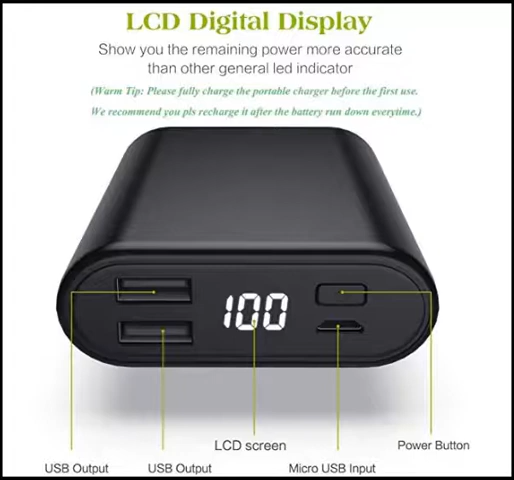 LCD Digital Display
Show you the remaining power more accurate
than other general led indicator
(Warm Tip: Please fully charge the portable charger before the first use.
We recommend you pls recharge it after the battery run down everytime.)
100
LCD screen
Power Button
USB Output
USB Output
Micro USB Input